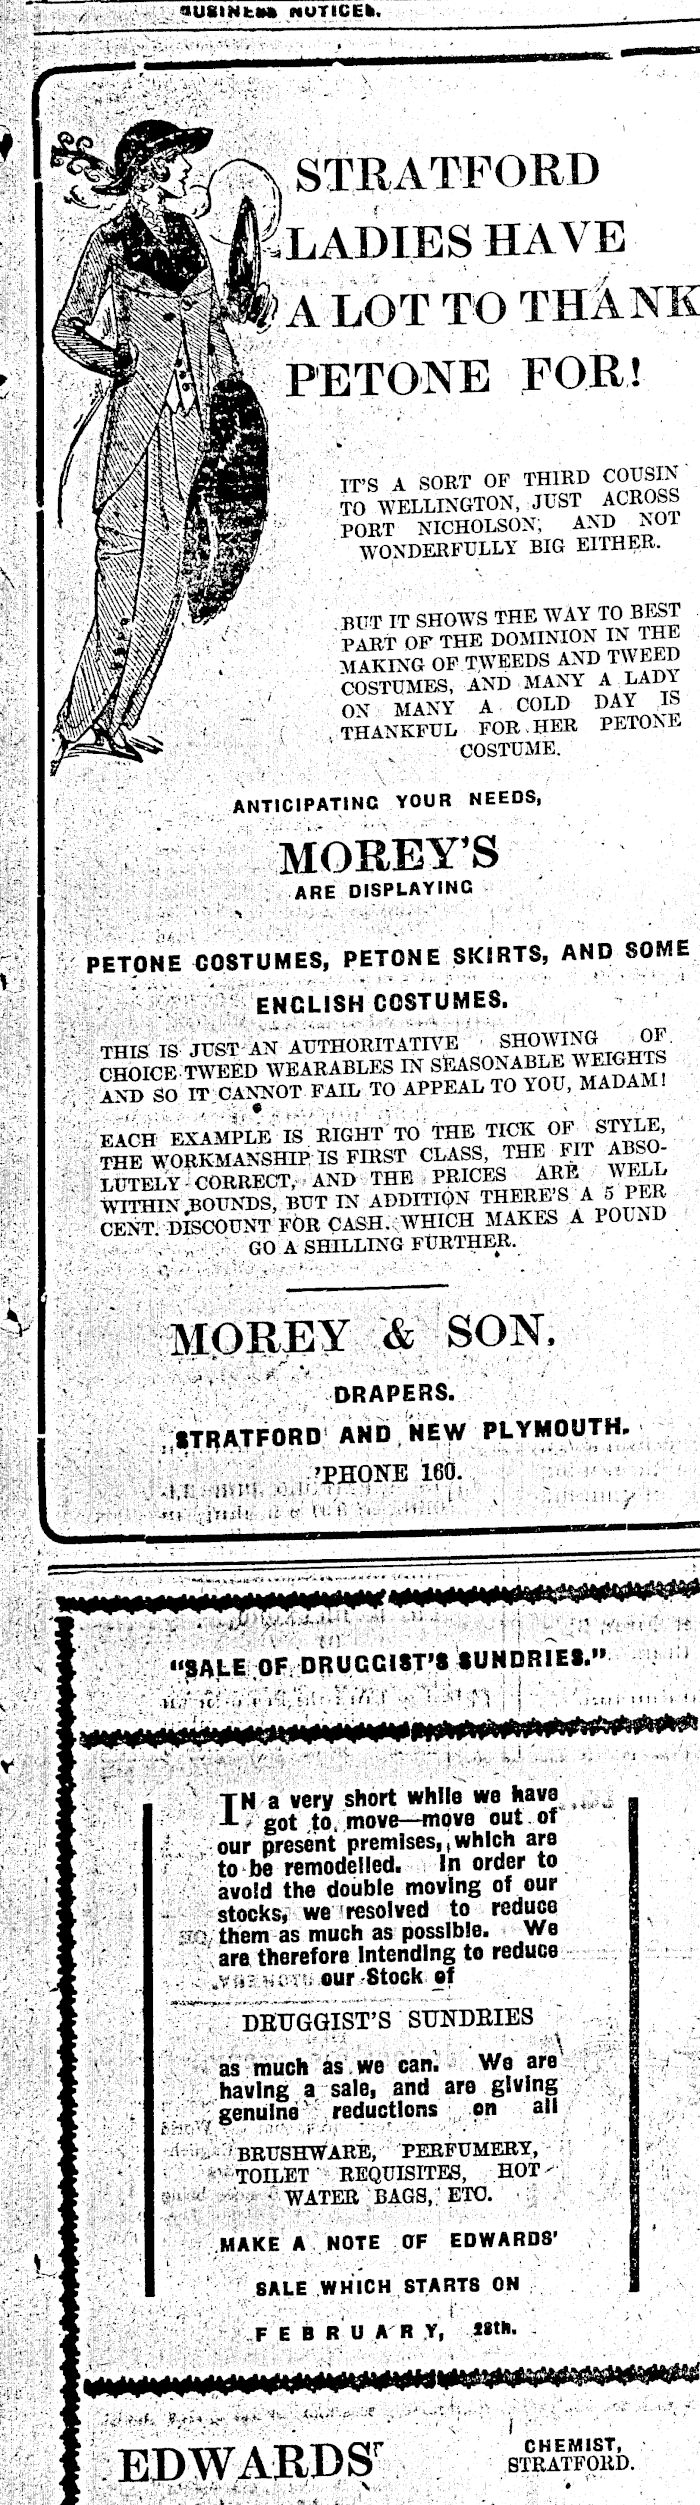 BUSINESS NOTICES.
STRATFORD
LADIES HAVE
A LOT TO THANK
PETONE FOR!
IT'S A SORT OF THIRD COUSIN
TO WELLINGTON, JUST ACROSS
PORT NICHOLSON, AND NOT
WONDERFULLY BIG EITHER.
BUT IT SHOWS THE WAY TO BEST
PART OF THE DOMINION IN THE
MAKING OF TWEEDS AND TWEED
COSTUMES, AND MANY A LADY
ON MANY A COLD DAY IS
THANKFUL FOR HER PETONE
COSTUME.
ANTICIPATING YOUR NEEDS,
MOREY'S
ARE DISPLAYING
PETONE COSTUMES, PETONE SKIRTS, AND SOME
ENGLISH COSTUMES.
THIS IS JUST AN AUTHORITATIVE SHOWING OF
CHOICE TWEED WEARABLES IN SEASONABLE WEIGHTS
AND SO IT CANNOT FAIL TO APPEAL TO YOU, MADAM!
EACH EXAMPLE IS RIGHT TO THE TICK OF STYLE,
THE WORKMANSHIP IS FIRST CLASS, THE FIT ABSO-
LUTELY CORRECT, AND THE PRICES ARE WELL
WITHIN BOUNDS, BUT IN ADDITION THERE'S A 5 PER
CENT. DISCOUNT FOR CASH. WHICH MAKES A POUND
GO A SHILLING FURTHER.
MOREY & SON.
DRAPERS.
STRATFORD AND NEW PLYMOUTH.
'PHONE 160.
"SALE OF DRUGGIST'S SUNDRIES."
IN a very short while we have
got to move—move out of
our present premises, which are
to be remodelled. In order to
avoid the double moving of our
stocks, we resolved to reduce
them as much as possible. We
are therefore intending to reduce
our Stock of
DRUGGIST'S SUNDRIES
as much as we can. We are
having a sale, and are giving
genuine reductions on all
BRUSHWARE, PERFUMERY,
TOILET REQUISITES, HOT
WATER BAGS, ETC.
MAKE A NOTE OF EDWARDS'
SALE WHICH STARTS ON
FEBRUARY, 28th.
EDWARDS'
CHEMIST,
STRATFORD.